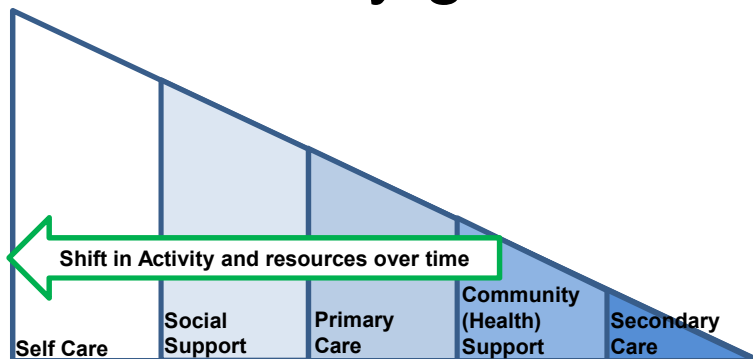 Shift in Activity and resources over time
Self Care
Social
Support
Primary
Care
Community
(Health)
Support
Secondary
Care